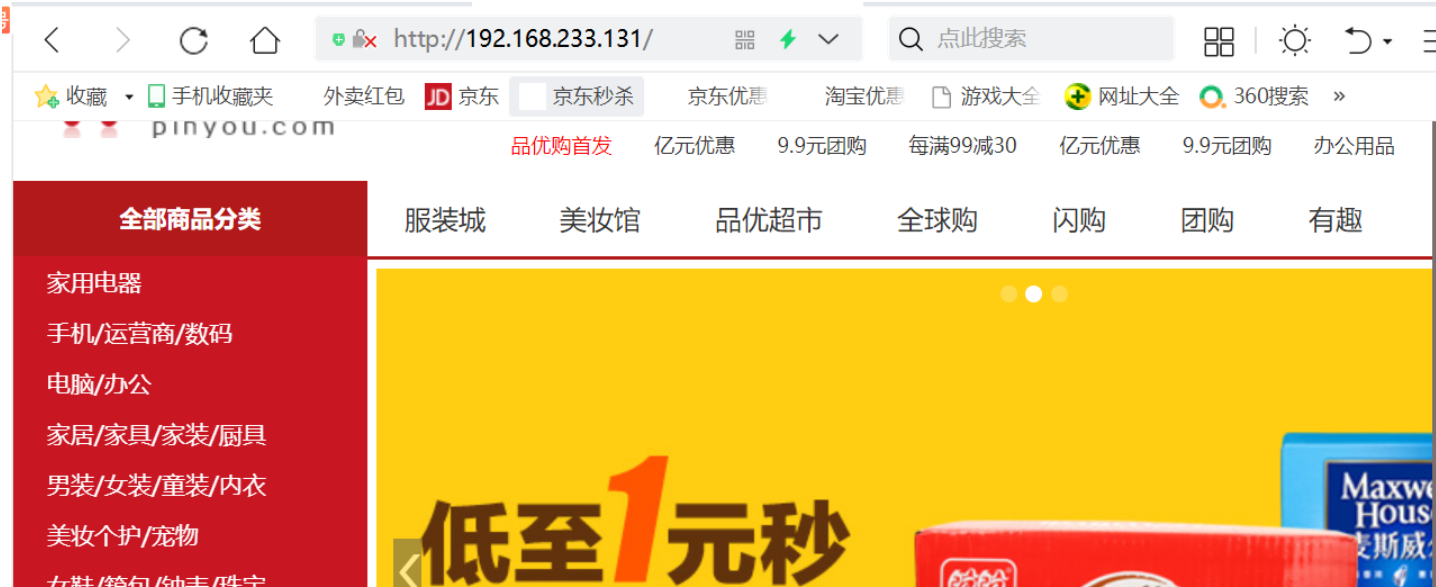 http://192.168.233.131/
点此搜索
收藏 手机收藏夹 外卖红包 JD 京东 京东秒杀 京东优惠 淘宝优惠 游戏大全 网址大全 360搜索 »
pinyou.com
品优购首发 亿元优惠 9.9元团购 每满99减30 亿元优惠 9.9元团购 办公用品
全部商品分类 服装城 美妆馆 品优超市 全球购 闪购 团购 有趣
家用电器
手机/运营商/数码
电脑/办公
家居/家具/家装/厨具
男装/女装/童装/内衣
美妆个护/宠物
女鞋/箱包/钟表/珠宝
低至1元秒
Maxwe
Hous
麦斯威